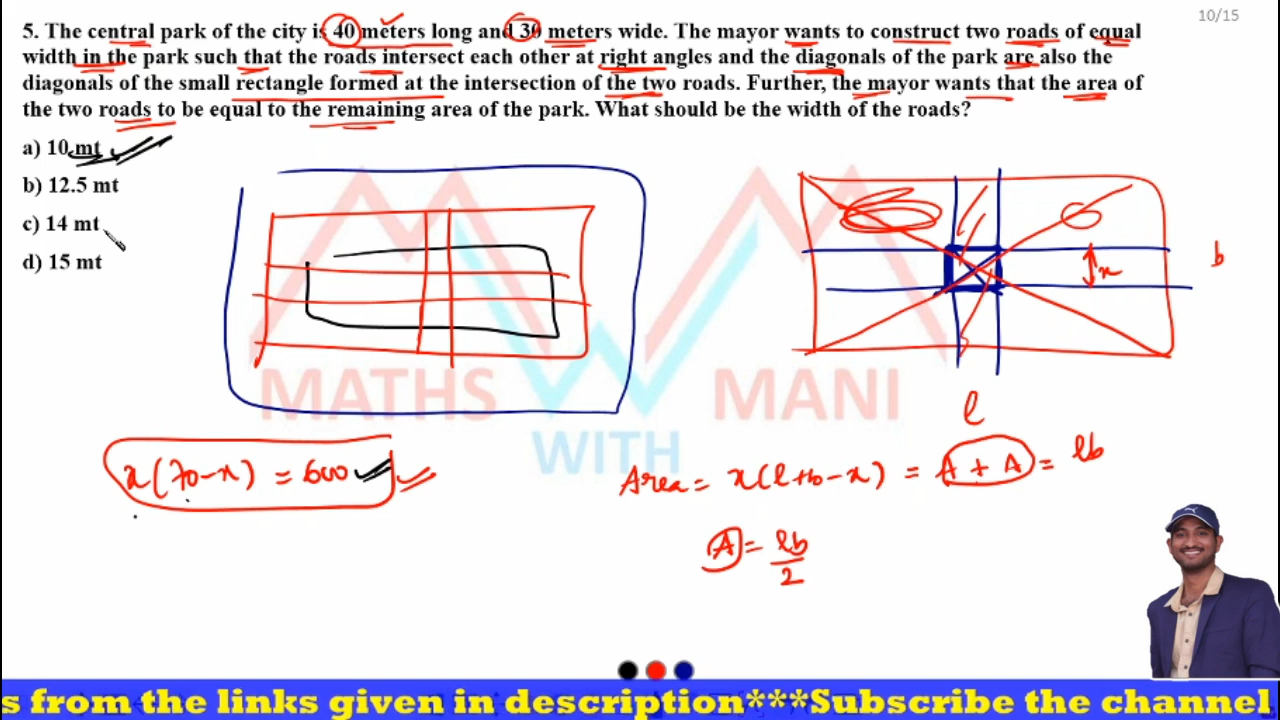 10/15
5. The central park of the city is 40 meters long and 30 meters wide. The mayor wants to construct two roads of equal
width in the park such that the roads intersect each other at right angles and the diagonals of the park are also the
diagonals of the small rectangle formed at the intersection of the two roads. Further, the mayor wants that the area of
the two roads to be equal to the remaining area of the park. What should be the width of the roads?
a) 10 mt
b) 12.5 mt
c) 14 mt
d) 15 mt
b
x
l
MATHS
WITH
MANI
x(70-x) = 600
Area = x(l+b-x) = A + A = lb
A = lb
2
s from the links given in description***Subscribe the channel